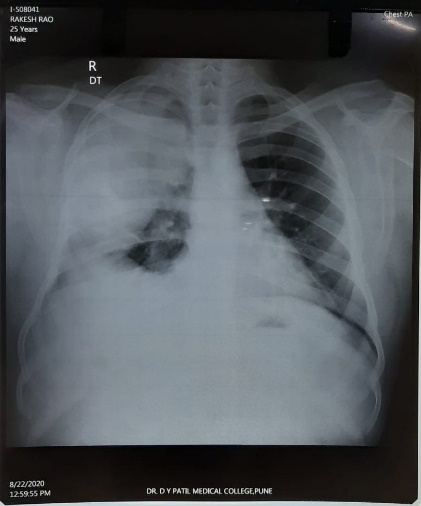 I-508041
RAKESH RAO
25 Years
Male
Chest PA
R
DT
8/22/2020
12:59:55 PM
DR. D Y PATIL MEDICAL COLLEGE,PUNE